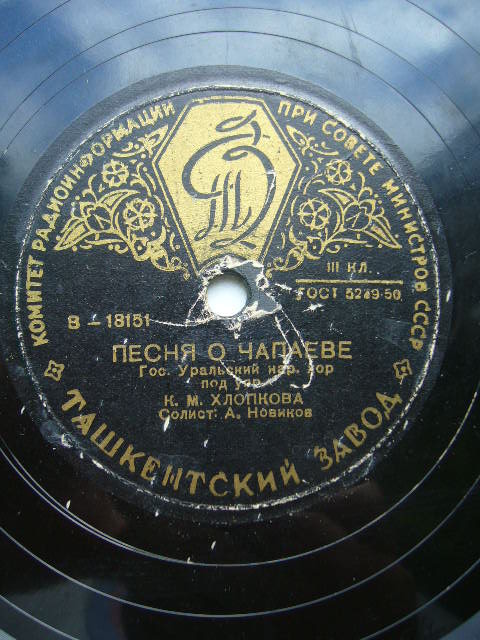 КОМИТЕТ РАДИОИНФОРМАЦИИ ПРИ СОВЕТЕ МИНИСТРОВ СССР
III КЛ.
ГОСТ 5289-50
В-18151
ПЕСНЯ О ЧАПАЕВЕ
Гос. Уральский нар. хор
под упр.
К. М. ХЛОПКОВА
Солист: А. Новиков
ТАШКЕНТСКИЙ ЗАВОД